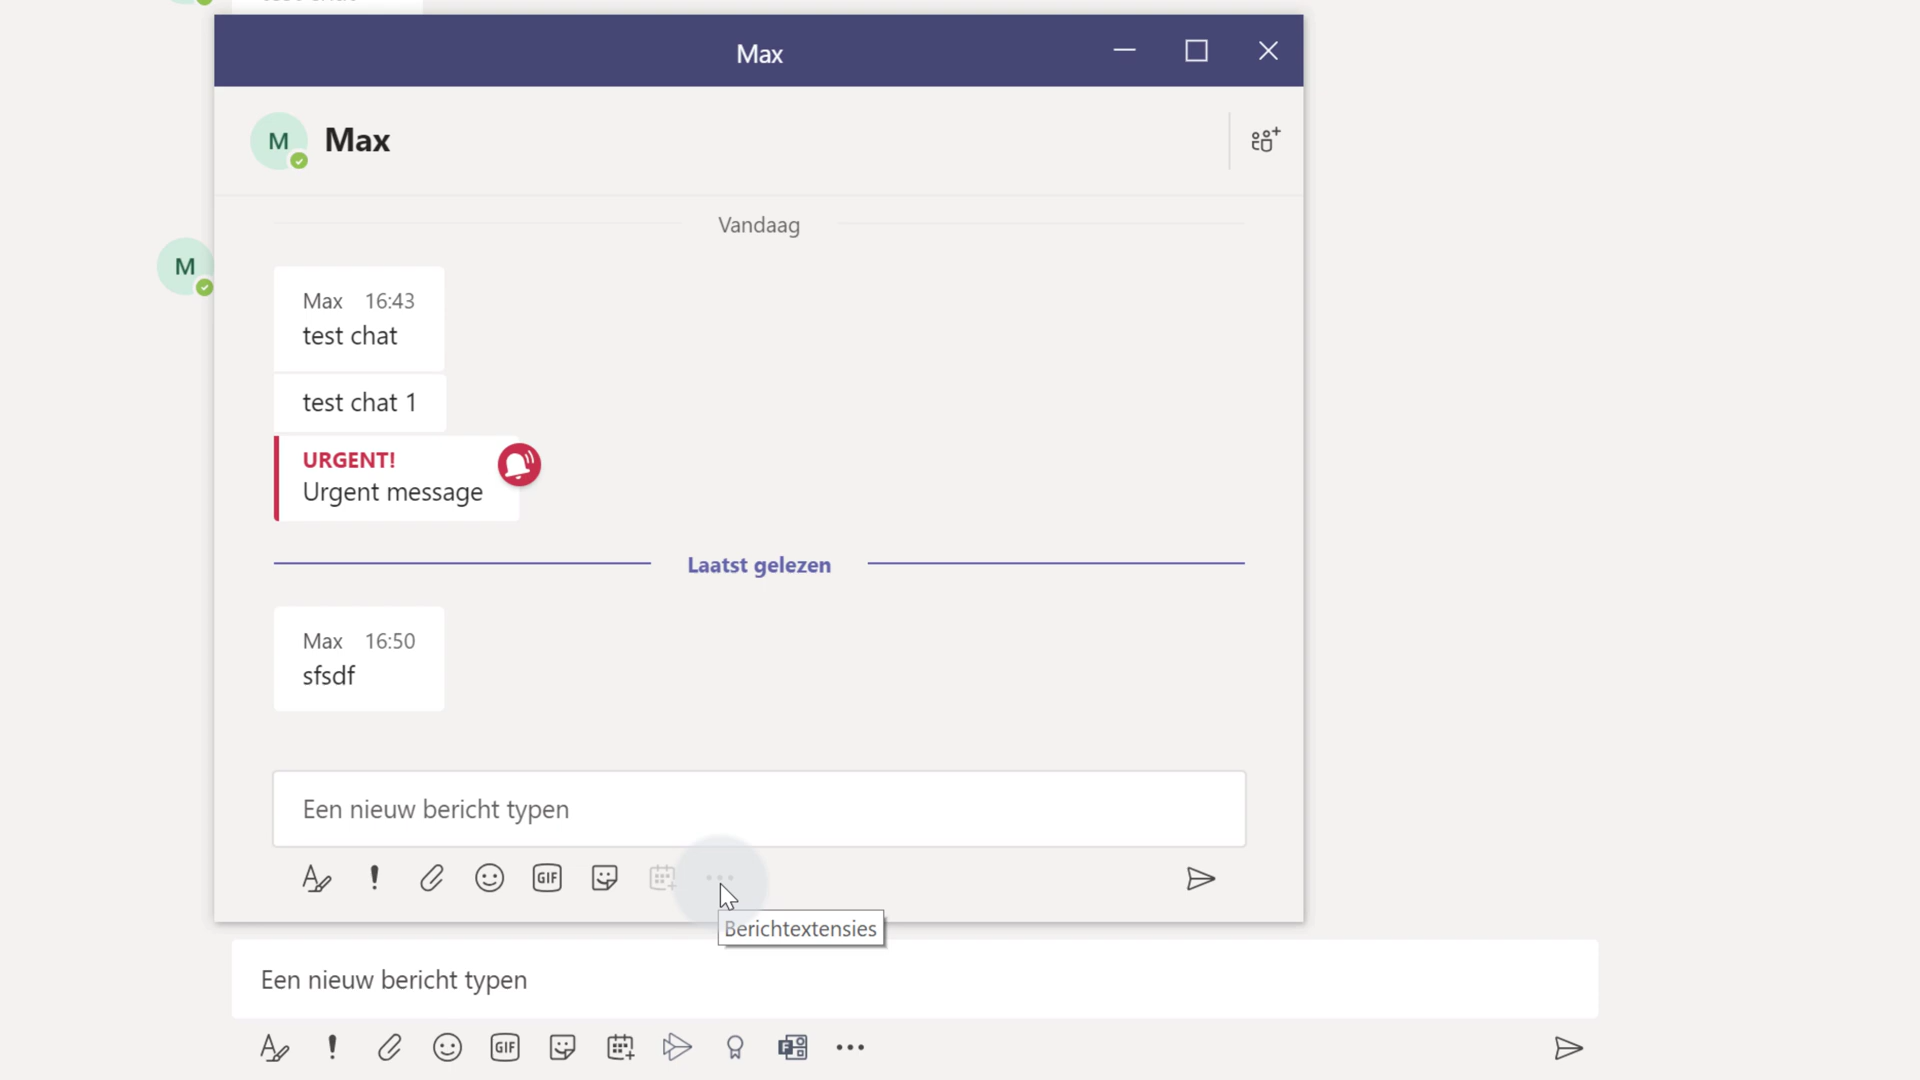 Max
M
Max
Vandaag
M
Max 16:43
test chat
test chat 1
URGENT!
Urgent message
Laatst gelezen
Max 16:50
sfsdf
Een nieuw bericht typen
GIF
Berichtextensies
Een nieuw bericht typen
GIF
F